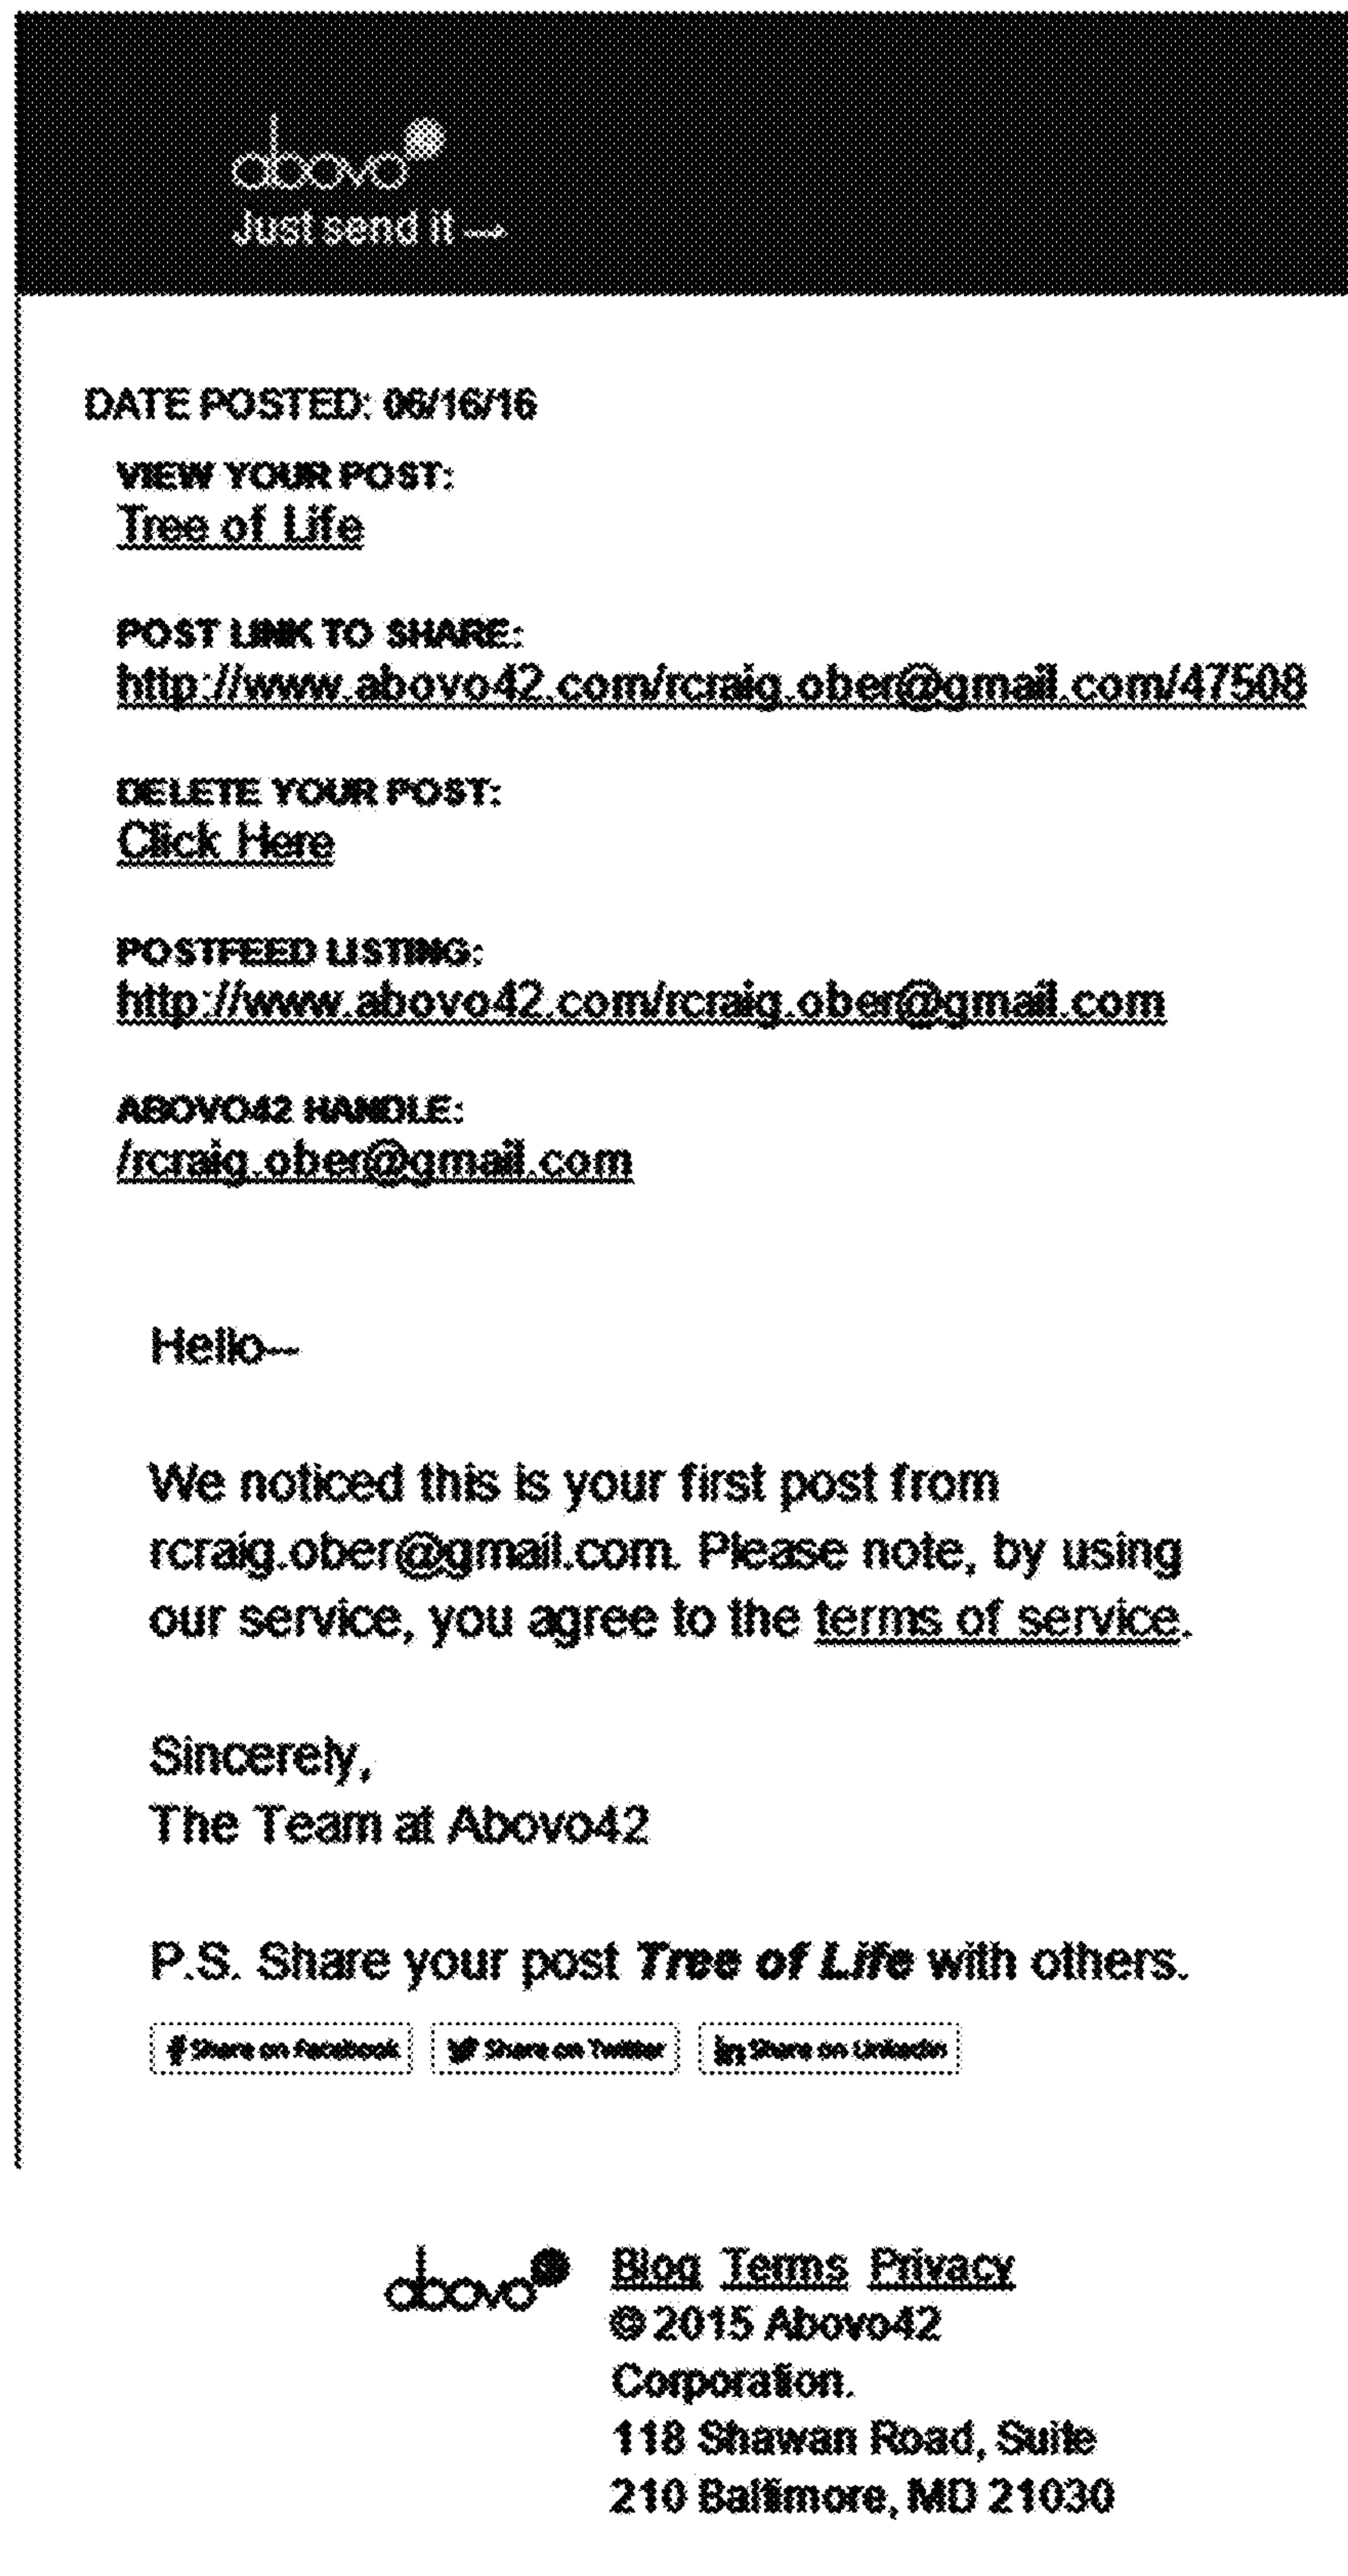 abovo
Just send it →
DATE POSTED: 06/16/16
VIEW YOUR POST:
Tree of Life
POST LINK TO SHARE:
http://www.abovo42.com/rcraig.ober@gmail.com/47508
DELETE YOUR POST:
Click Here
POSTFEED LISTING:
http://www.abovo42.com/rcraig.ober@gmail.com
ABOVO42 HANDLE:
/rcraig.ober@gmail.com
Hello—
We noticed this is your first post from
rcraig.ober@gmail.com. Please note, by using
our service, you agree to the terms of service.
Sincerely,
The Team at Abovo42
P.S. Share your post Tree of Life with others.
f Share on Facebook Share on Twitter in Share on LinkedIn
abovo
Blog Terms Privacy
© 2015 Abovo42
Corporation.
118 Shawan Road, Suite
210 Baltimore, MD 21030